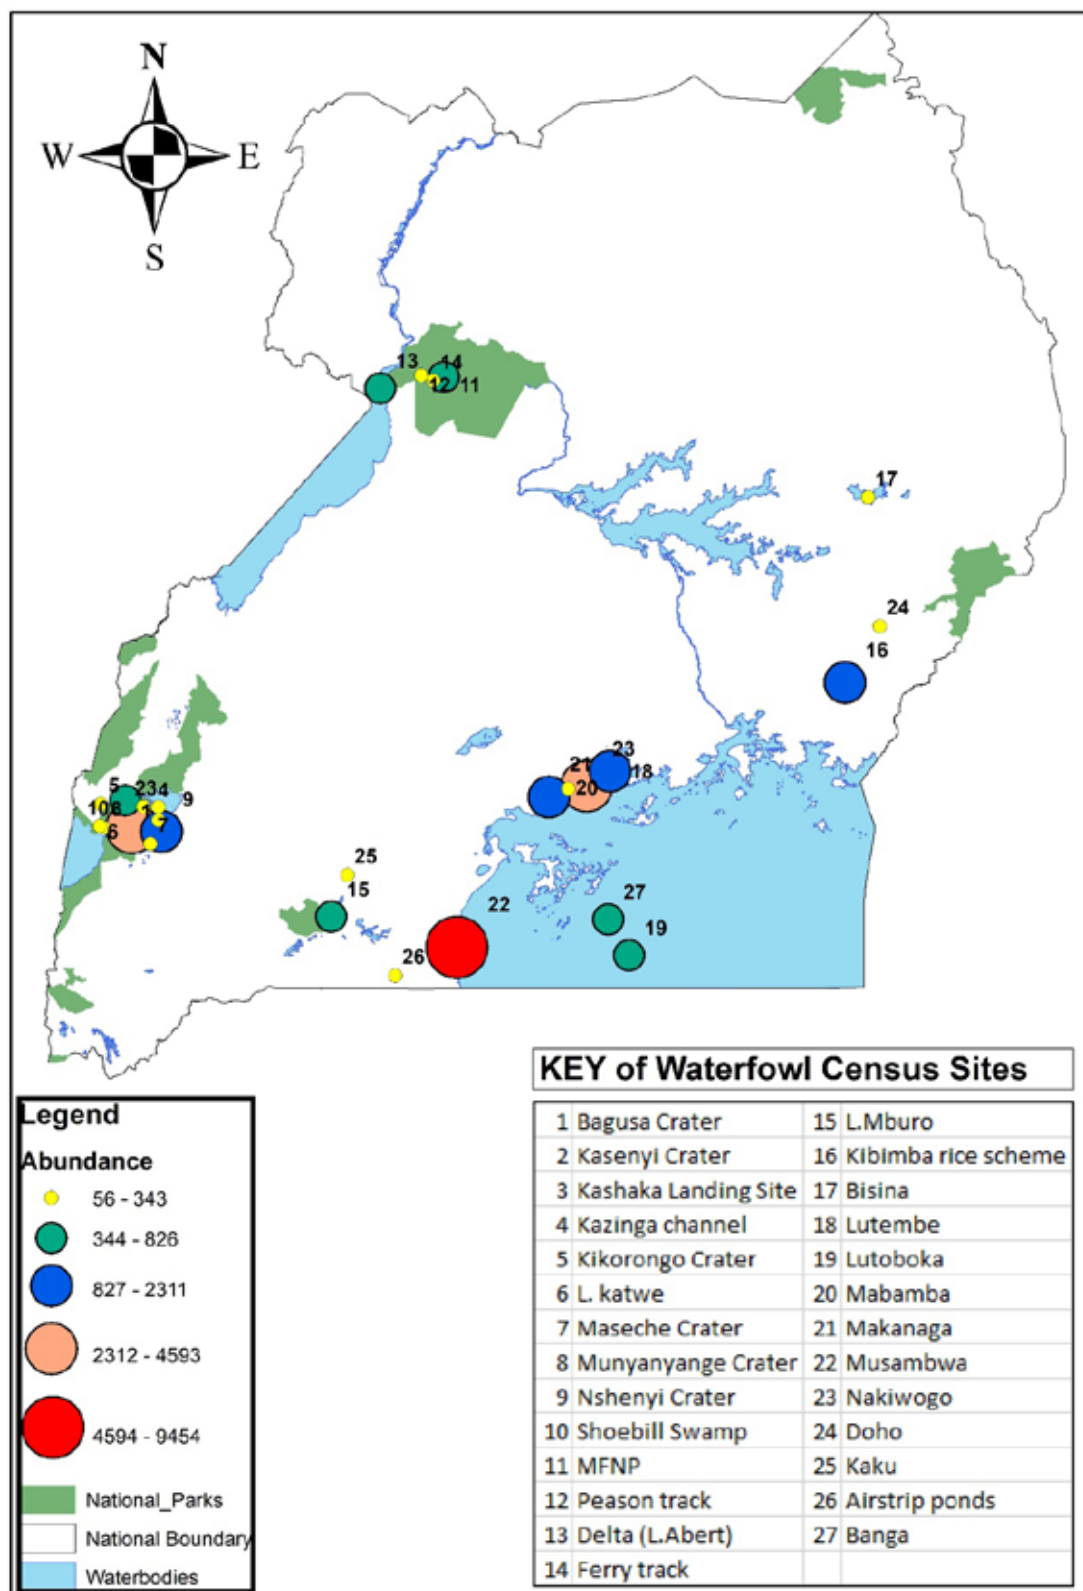 N
W E
S
13 14
12 11
17
24
16
23
21 18
20
5 23 4 9
10 8 1
6 7
25
15
27
22 19
26
KEY of Waterfowl Census Sites
1 Bagusa Crater 15 L.Mburo
2 Kasenyi Crater 16 Kibimba rice scheme
3 Kashaka Landing Site 17 Bisina
4 Kazinga channel 18 Lutembe
5 Kikorongo Crater 19 Lutoboka
6 L. katwe 20 Mabamba
7 Maseche Crater 21 Makanaga
8 Munyanyange Crater 22 Musambwa
9 Nshenyi Crater 23 Nakiwogo
10 Shoebill Swamp 24 Doho
11 MFNP 25 Kaku
12 Peason track 26 Airstrip ponds
13 Delta (L.Abert) 27 Banga
14 Ferry track
Legend
Abundance
56 - 343
344 - 826
827 - 2311
2312 - 4593
4594 - 9454
National_Parks
National Boundary
Waterbodies